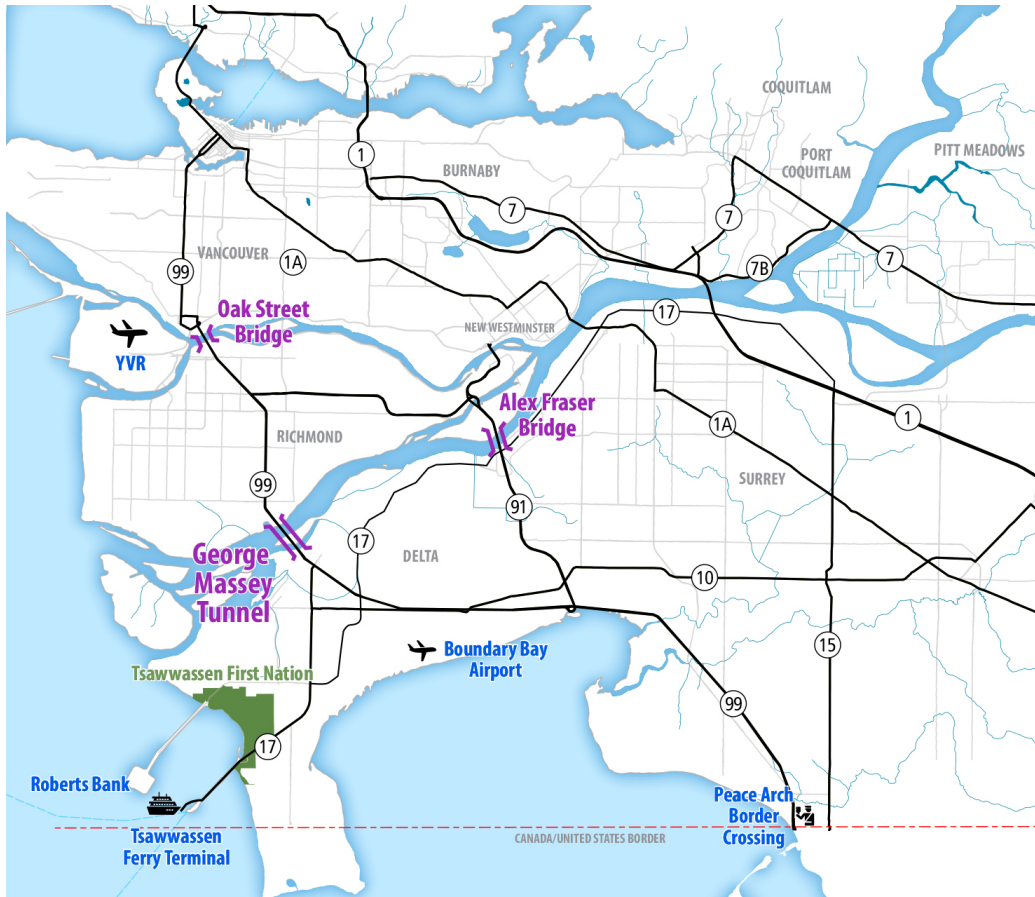 COQUITLAM
1
BURNABY
PORT
COQUITLAM
PITT MEADOWS
7
7
VANCOUVER
1A
99
7B
7
Oak Street
Bridge
17
NEW WESTMINSTER
YVR
Alex Fraser
Bridge
1
1A
RICHMOND
SURREY
99
91
17
George
Massey
Tunnel
DELTA
10
15
Boundary Bay
Airport
Tsawwassen First Nation
99
17
Roberts Bank
Peace Arch
Border
Crossing
Tsawwassen
Ferry Terminal
CANADA/UNITED STATES BORDER